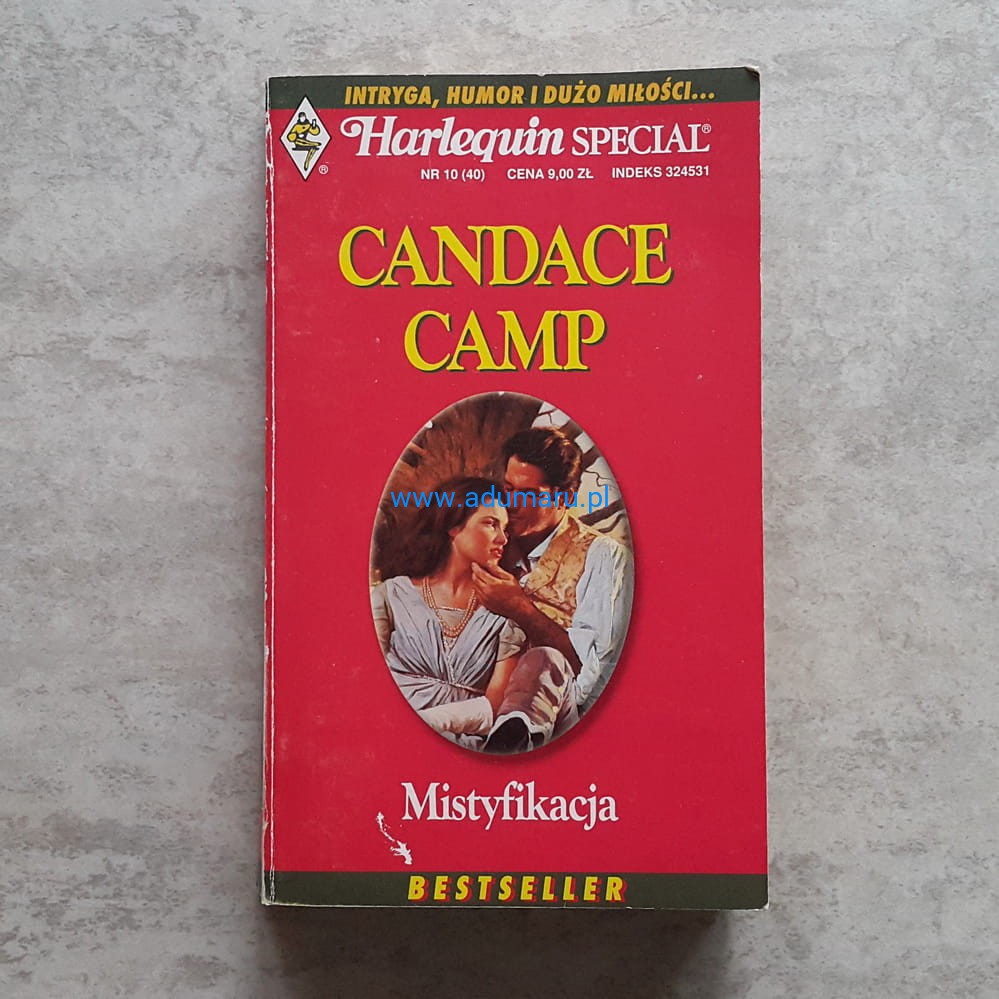 INTRYGA, HUMOR I DUŻO MIŁOŚCI...
Harlequin SPECIAL®
®
NR 10 (40) CENA 9,00 ZŁ INDEKS 324531
CANDACE
CAMP
www.adumaru.pl
Mistyfikacja
BESTSELLER